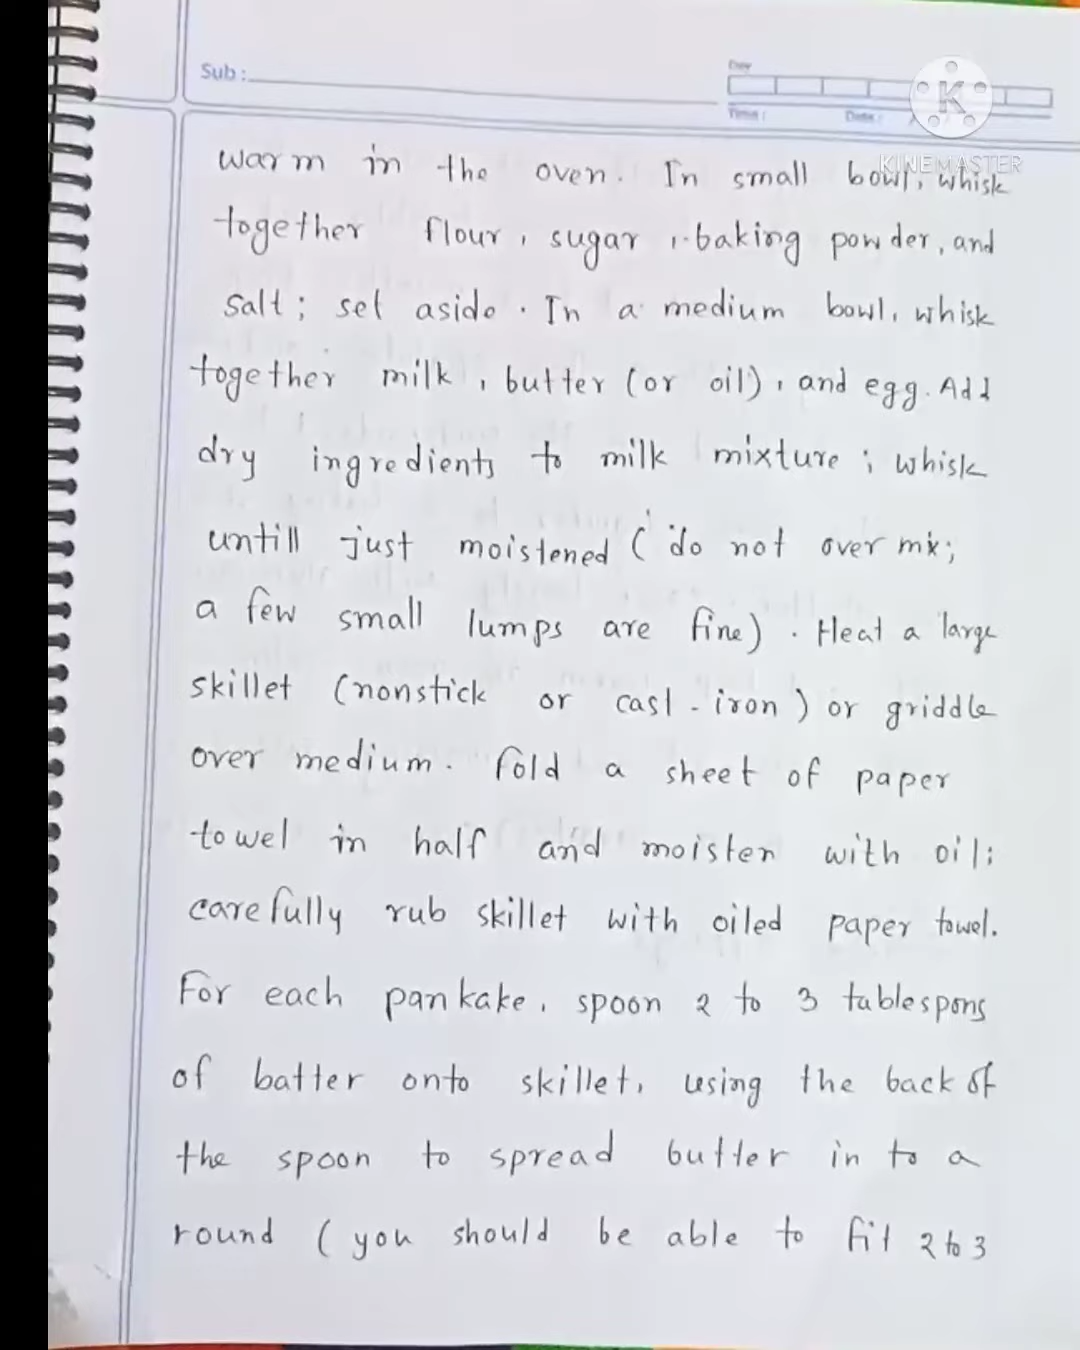 Sub :
Day
Time :
Date :
K
KINEMASTER
warm in the oven. In small bowl, whisk
together flour, sugar, baking powder, and
salt; set aside. In a medium bowl, whisk
together milk, butter (or oil), and egg. Add
dry ingredients to milk mixture; whisk
untill just moistened (do not over mix;
a few small lumps are fine). Heat a large
skillet (nonstick or cast-iron) or griddle
over medium. Fold a sheet of paper
towel in half and moisten with oil;
carefully rub skillet with oiled paper towel.
For each pankake, spoon 2 to 3 tablespons
of batter onto skillet, using the back of
the spoon to spread butter in to a
round (you should be able to fit 2 to 3